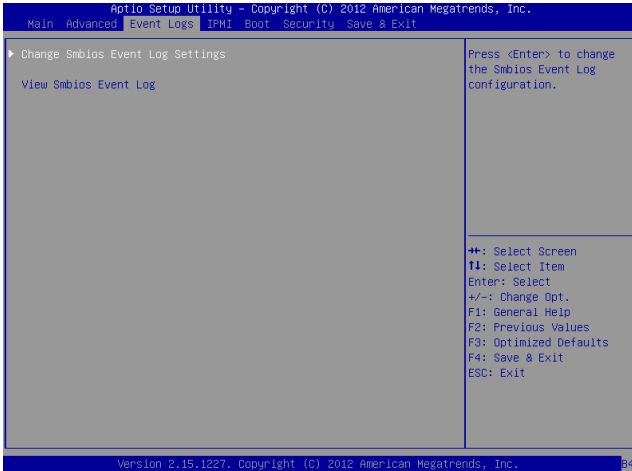 Aptio Setup Utility – Copyright (C) 2012 American Megatrends, Inc.
Main Advanced Event Logs IPMI Boot Security Save & Exit
Change Smbios Event Log Settings
View Smbios Event Log
Press <Enter> to change
the Smbios Event Log
configuration.
→←: Select Screen
↑↓: Select Item
Enter: Select
+/-: Change Opt.
F1: General Help
F2: Previous Values
F3: Optimized Defaults
F4: Save & Exit
ESC: Exit
Version 2.15.1227. Copyright (C) 2012 American Megatrends, Inc.
B4